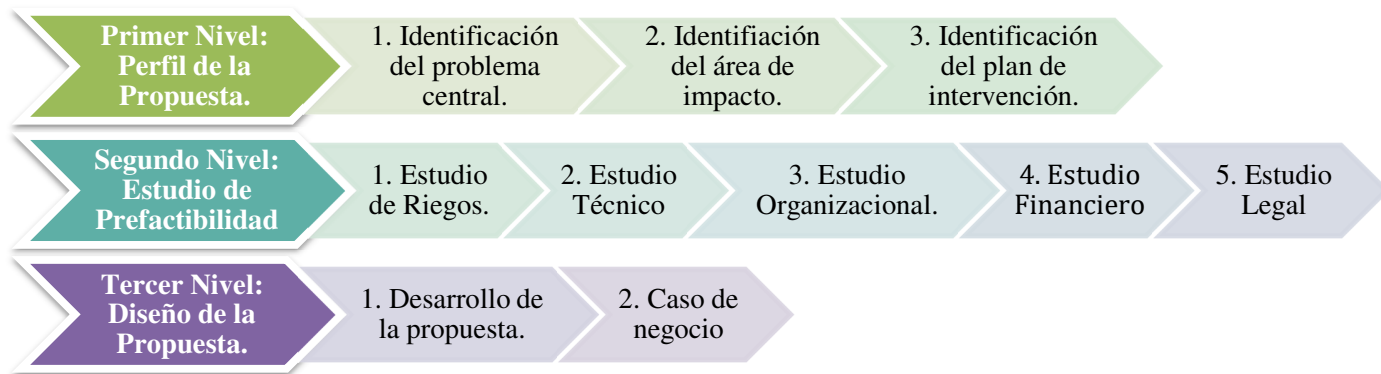 Primer Nivel:
Perfil de la
Propuesta.
1. Identificación
del problema
central.
2. Identifiación
del área de
impacto.
3. Identificación
del plan de
intervención.
Segundo Nivel:
Estudio de
Prefactibilidad
1. Estudio
de Riegos.
2. Estudio
Técnico
3. Estudio
Organizacional.
4. Estudio
Financiero
5. Estudio
Legal
Tercer Nivel:
Diseño de la
Propuesta.
1. Desarrollo de
la propuesta.
2. Caso de
negocio